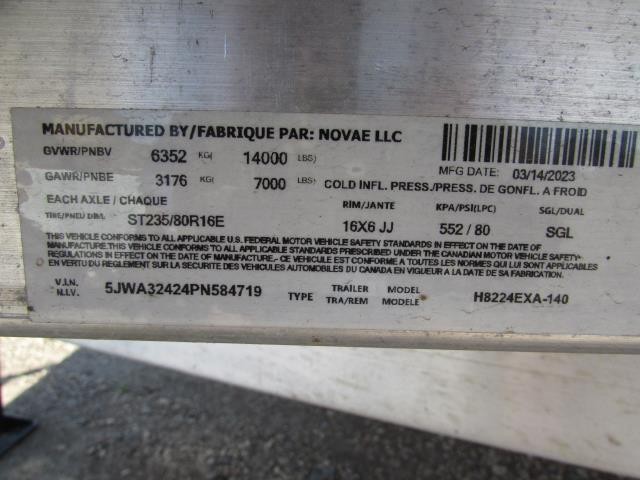 MANUFACTURED BY/FABRIQUE PAR: NOVAE LLC
GVWR/PNBV 6352 KG( 14000 LBS) MFG DATE: 03/14/2023
GAWR/PNBE 3176 KG( 7000 LBS) COLD INFL. PRESS./PRESS. DE GONFL. A FROID
EACH AXLE / CHAQUE RIM/JANTE KPA/PSI(LPC) SGL/DUAL
TIRE/PNEU DIM. ST235/80R16E 16X6 JJ 552 / 80 SGL
THIS VEHICLE CONFORMS TO ALL APPLICABLE U.S. FEDERAL MOTOR VEHICLE SAFETY STANDARDS IN EFFECT ON THE DATE OF
MANUFACTURE. THIS VEHICLE CONFORMS TO ALL APPLICABLE STANDARDS PRESCRIBED UNDER THE CANADIAN MOTOR VEHICLE SAFETY
REGULATIONS IN EFFECT ON THE DATE OF MANUFACTURE.- CE VEHICULE EST CONFORME A TOUTES LES NORMES QUI LUI SONT APPLICABLES
EN VERTU DU REGLEMENT SUR LA SECURITE DES VEHICULES AUTOMOBILES DU CANADA EN VIGUEUR A LA DATE DE SA FABRICATION.
V.I.N. N.I.V. 5JWA32424PN584719 TYPE TRAILER TRA/REM MODEL MODELE H8224EXA-140